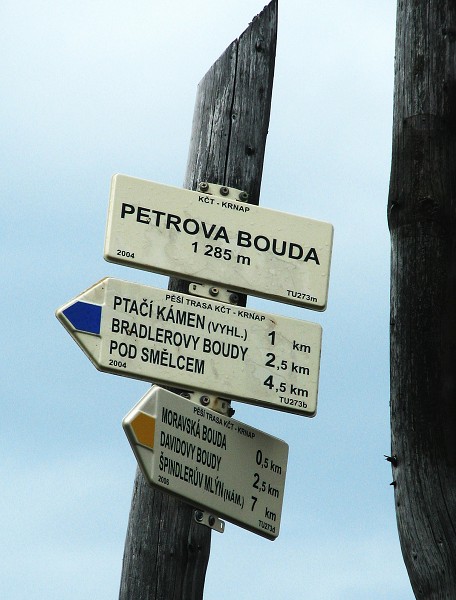 KČT - KRNAP
PETROVA BOUDA
1 285 m
2004 TU273m
PĚŠÍ TRASA KČT - KRNAP
PTAČÍ KÁMEN (VYHL.) 1 km
BRADLEROVY BOUDY 2,5 km
POD SMĚLCEM 4,5 km
2004 TU273b
PĚŠÍ TRASA KČT - KRNAP
MORAVSKÁ BOUDA 0,5 km
DAVIDOVY BOUDY 2,5 km
ŠPINDLERŮV MLÝN (NÁM.) 7 km
2005 TU273d